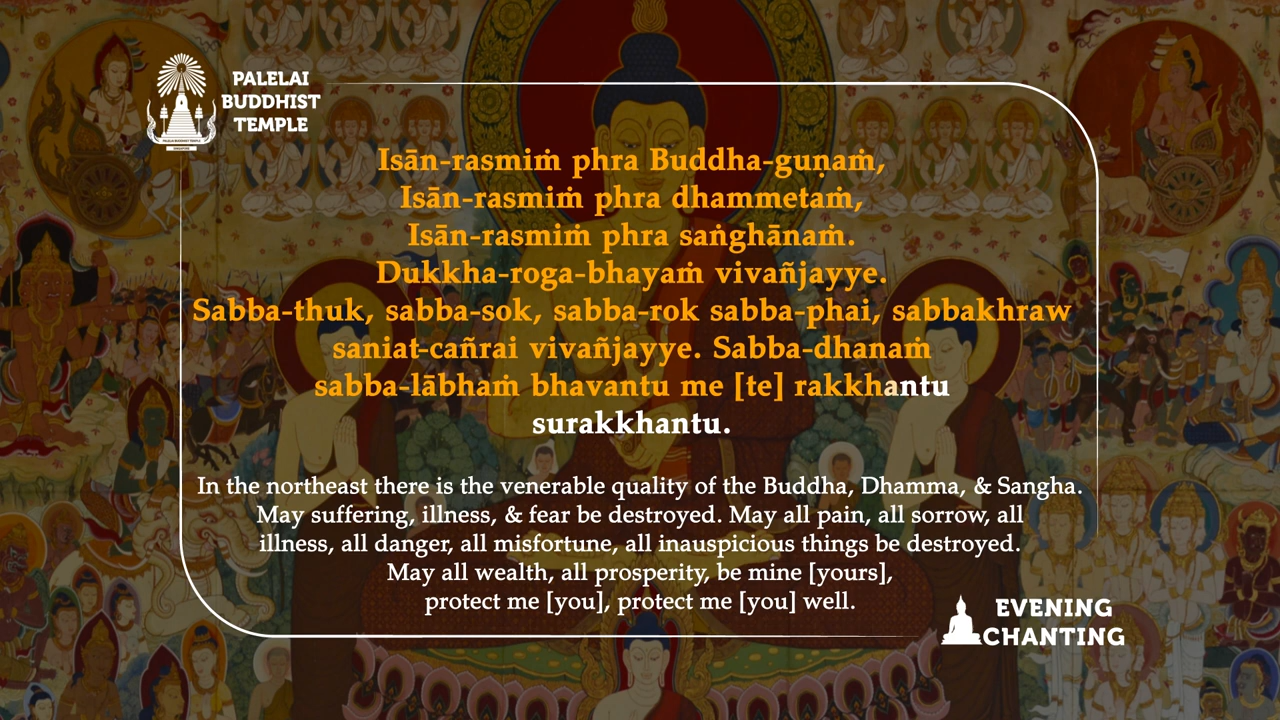 PALELAI
BUDDHIST
TEMPLE
Isān-rasmiṁ phra Buddha-guṇaṁ,
Isān-rasmiṁ phra dhammetaṁ,
Isān-rasmiṁ phra saṅghānaṁ.
Dukkha-roga-bhayaṁ vivañjayye.
Sabba-thuk, sabba-sok, sabba-rok sabba-phai, sabbakhraw
saniat-cañrai vivañjayye. Sabba-dhanaṁ
sabba-lābhaṁ bhavantu me [te] rakkhantu
surakkhantu.
In the northeast there is the venerable quality of the Buddha, Dhamma, & Sangha.
May suffering, illness, & fear be destroyed. May all pain, all sorrow, all
illness, all danger, all misfortune, all inauspicious things be destroyed.
May all wealth, all prosperity, be mine [yours],
protect me [you], protect me [you] well.
EVENING
CHANTING